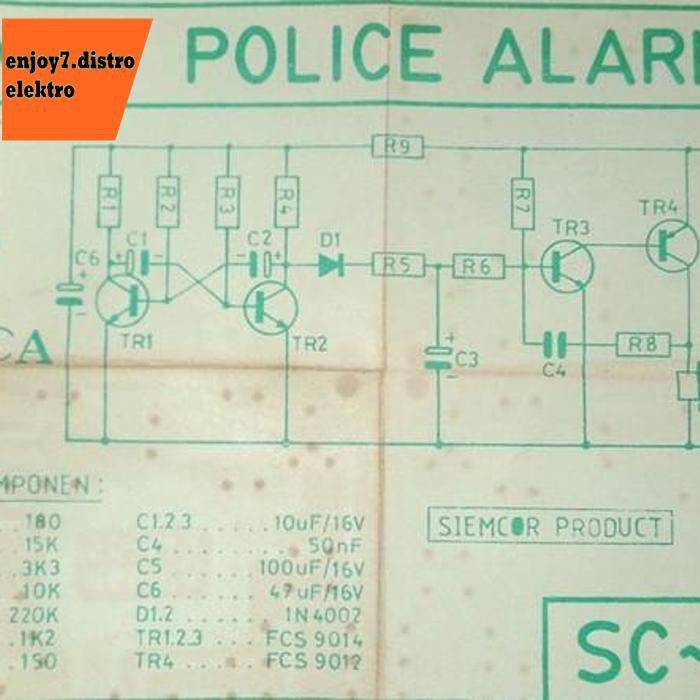 enjoy7.distro
elektro
POLICE ALAR
R9
R1
R2
R3
R4
R7
TR4
TR3
C6
C1
C2
D1
R5
R6
+
-
-
+
+
-
TR1
TR2
+
C3
-
C4
R8
CA
MPONEN:
180 C1.2.3 ...... 10uF/16V
15K C4 ........ 50nF
3K3 C5 ....... 100uF/16V
10K C6 ....... 47uF/16V
220K D1.2 ...... 1N4002
1K2 TR1.2.3 ... FCS 9014
150 TR4 ..... FCS 9012
SIEMCOR PRODUCT
SC~